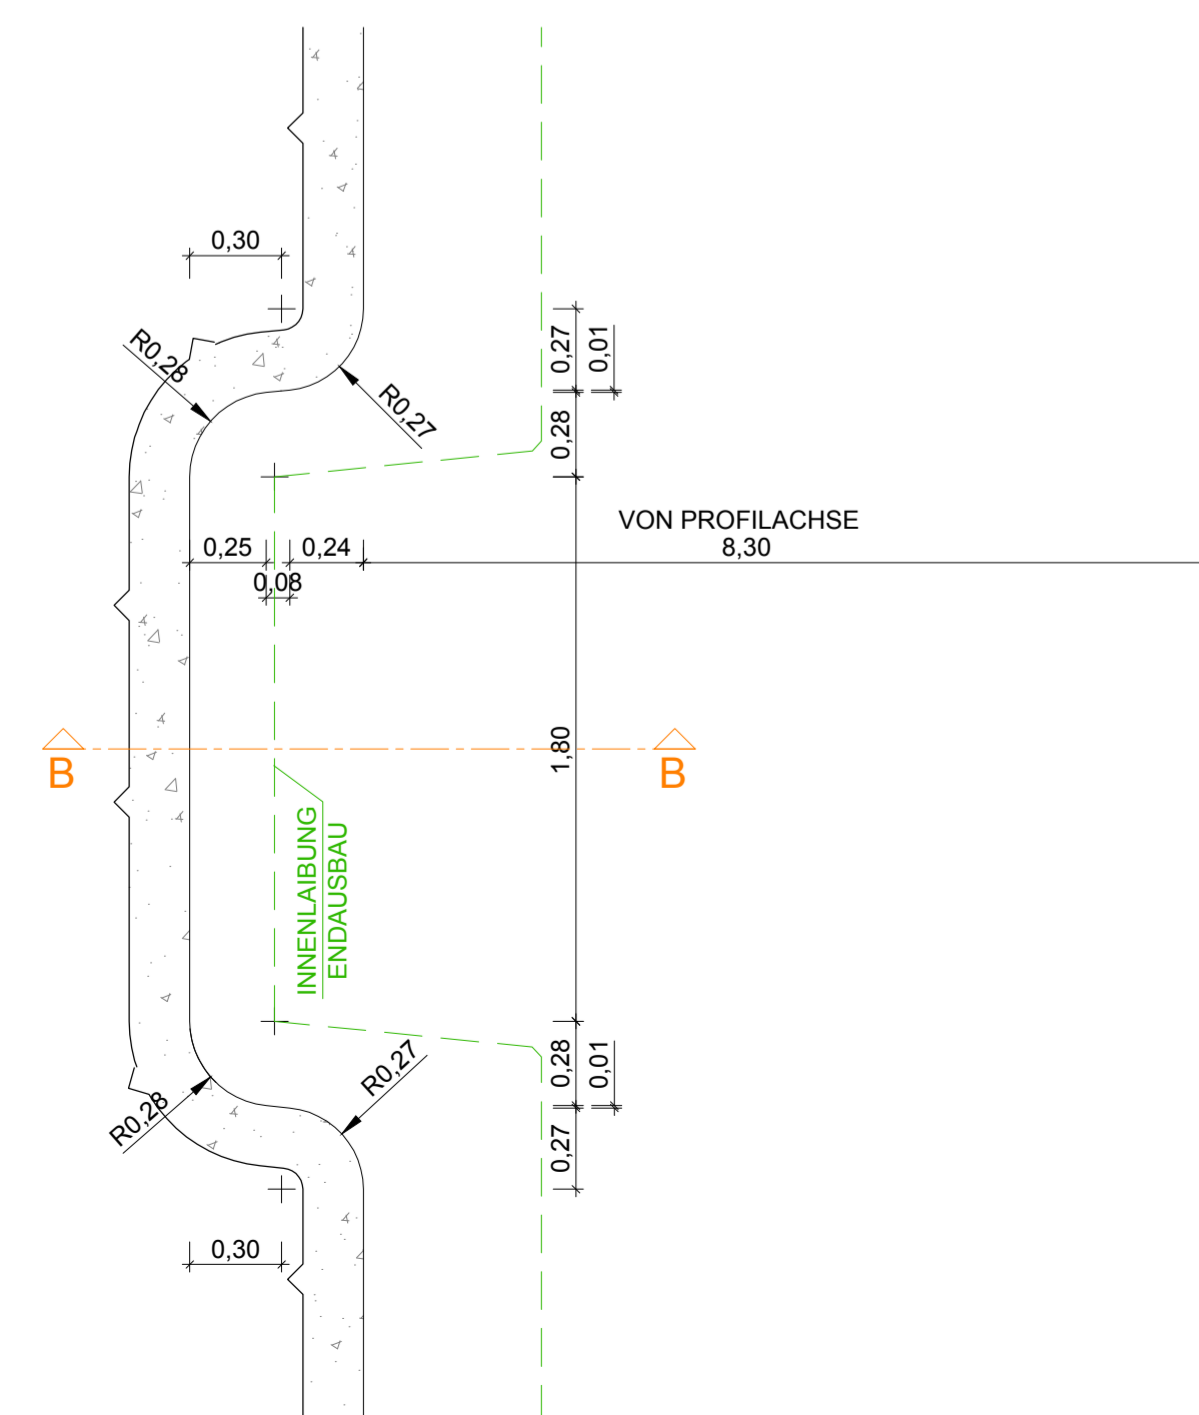 0,30
R0,28
R0,27
0,27
0,01
0,28
VON PROFILACHSE
8,30
0,25
0,24
0,08
1,80
B
B
INNENLAIBUNG
ENDAUSBAU
0,28
0,01
R0,27
R0,28
0,27
0,30